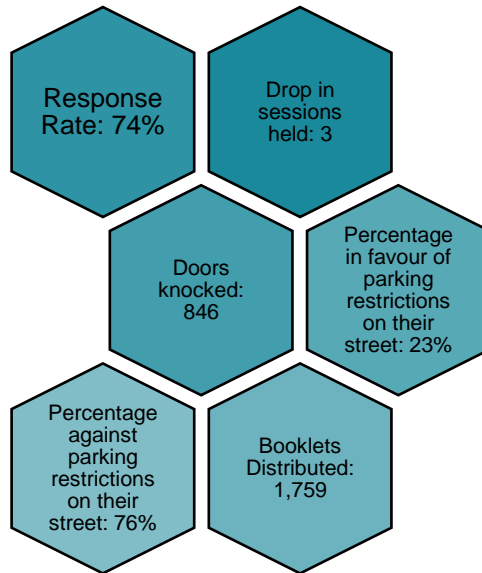 Response
Rate: 74%
Drop in
sessions
held: 3
Doors
knocked:
846
Percentage
in favour of
parking
restrictions
on their
street: 23%
Percentage
against
parking
restrictions
on their
street: 76%
Booklets
Distributed:
1,759